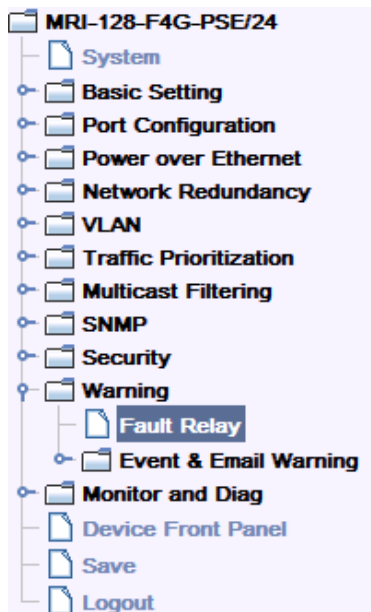 MRI-128-F4G-PSE/24
System
Basic Setting
Port Configuration
Power over Ethernet
Network Redundancy
VLAN
Traffic Prioritization
Multicast Filtering
SNMP
Security
Warning
Fault Relay
Event & Email Warning
Monitor and Diag
Device Front Panel
Save
Logout